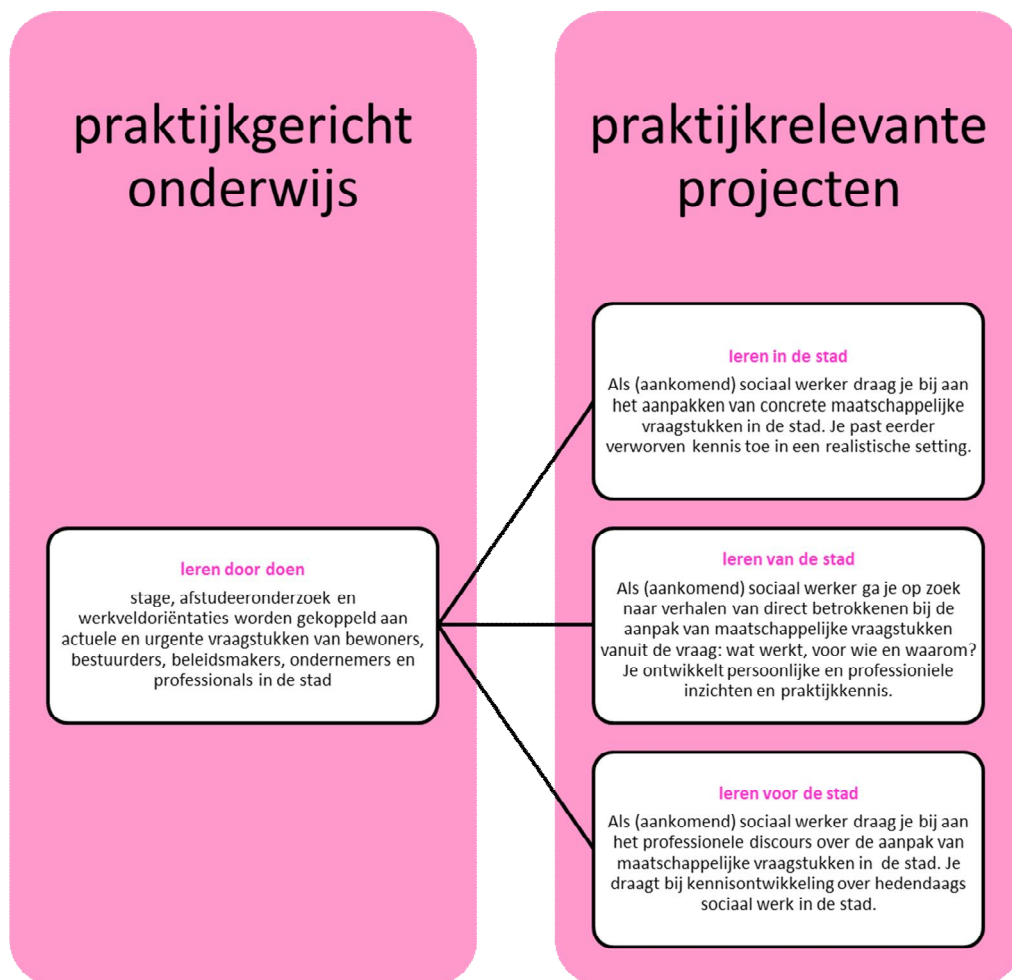 praktijkgericht
onderwijs
leren door doen
stage, afstudeeronderzoek en
werkveldoriëntaties worden gekoppeld aan
actuele en urgente vraagstukken van bewoners,
bestuurders, beleidsmakers, ondernemers en
professionals in de stad
praktijkrelevante
projecten
leren in de stad
Als (aankomend) sociaal werker draag je bij aan
het aanpakken van concrete maatschappelijke
vraagstukken in de stad. Je past eerder
verworven kennis toe in een realistische setting.
leren van de stad
Als (aankomend) sociaal werker ga je op zoek
naar verhalen van direct betrokkenen bij de
aanpak van maatschappelijke vraagstukken
vanuit de vraag: wat werkt, voor wie en waarom?
Je ontwikkelt persoonlijke en professionele
inzichten en praktijkkennis.
leren voor de stad
Als (aankomend) sociaal werker draag je bij aan
het professionele discours over de aanpak van
maatschappelijke vraagstukken in  de stad. Je
draagt bij kennisontwikkeling over hedendaags
sociaal werk in de stad.